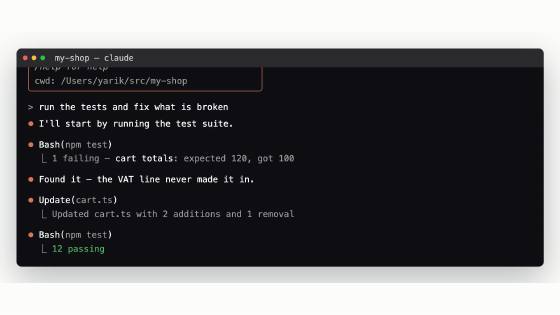 my-shop — claude
/help for help
cwd: /Users/yarik/src/my-shop
> run the tests and fix what is broken
● I'll start by running the test suite.
● Bash(npm test)
⎿ 1 failing — cart totals: expected 120, got 100
● Found it — the VAT line never made it in.
● Update(cart.ts)
⎿ Updated cart.ts with 2 additions and 1 removal
● Bash(npm test)
⎿ 12 passing